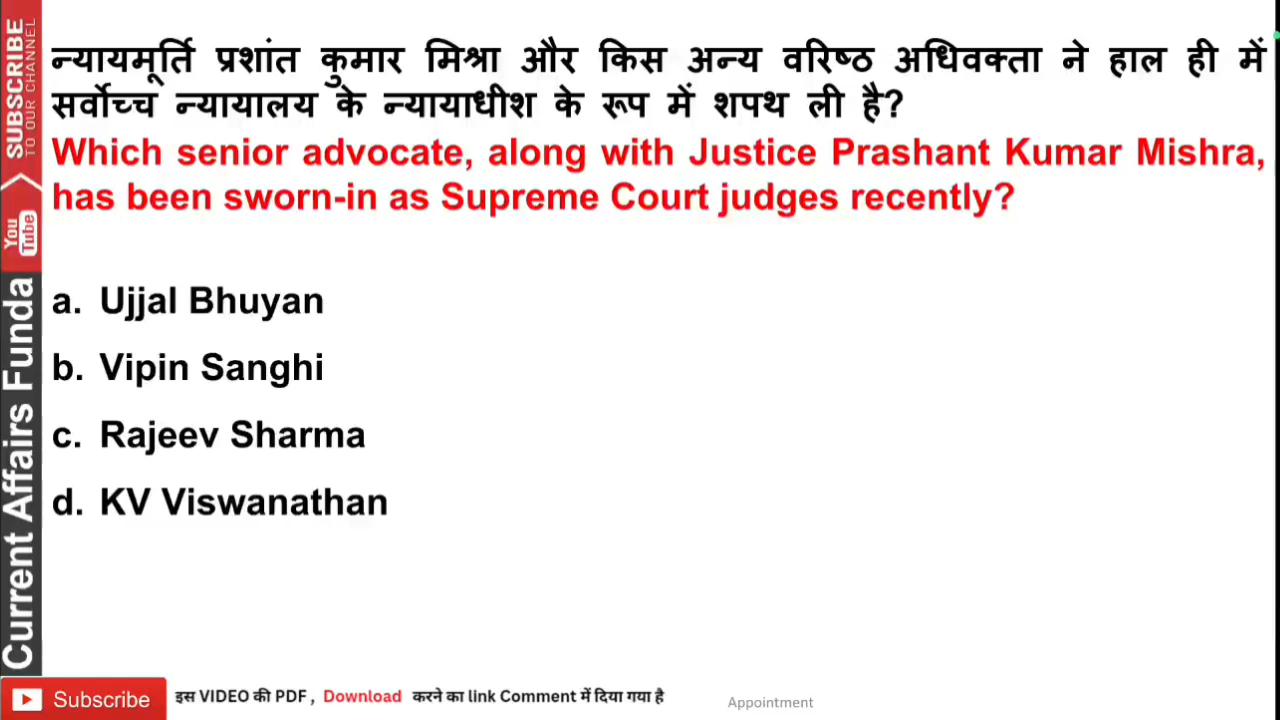 न्यायमूर्ति प्रशांत कुमार मिश्रा और किस अन्य वरिष्ठ अधिवक्ता ने हाल ही में
सर्वोच्च न्यायालय के न्यायाधीश के रूप में शपथ ली है?
Which senior advocate, along with Justice Prashant Kumar Mishra,
has been sworn-in as Supreme Court judges recently?
a. Ujjal Bhuyan
b. Vipin Sanghi
c. Rajeev Sharma
d. KV Viswanathan
SUBSCRIBE
TO OUR CHANNEL
You
Tube
Current Affairs Funda
Subscribe
इस VIDEO की PDF , Download करने का link Comment में दिया गया है
Appointment